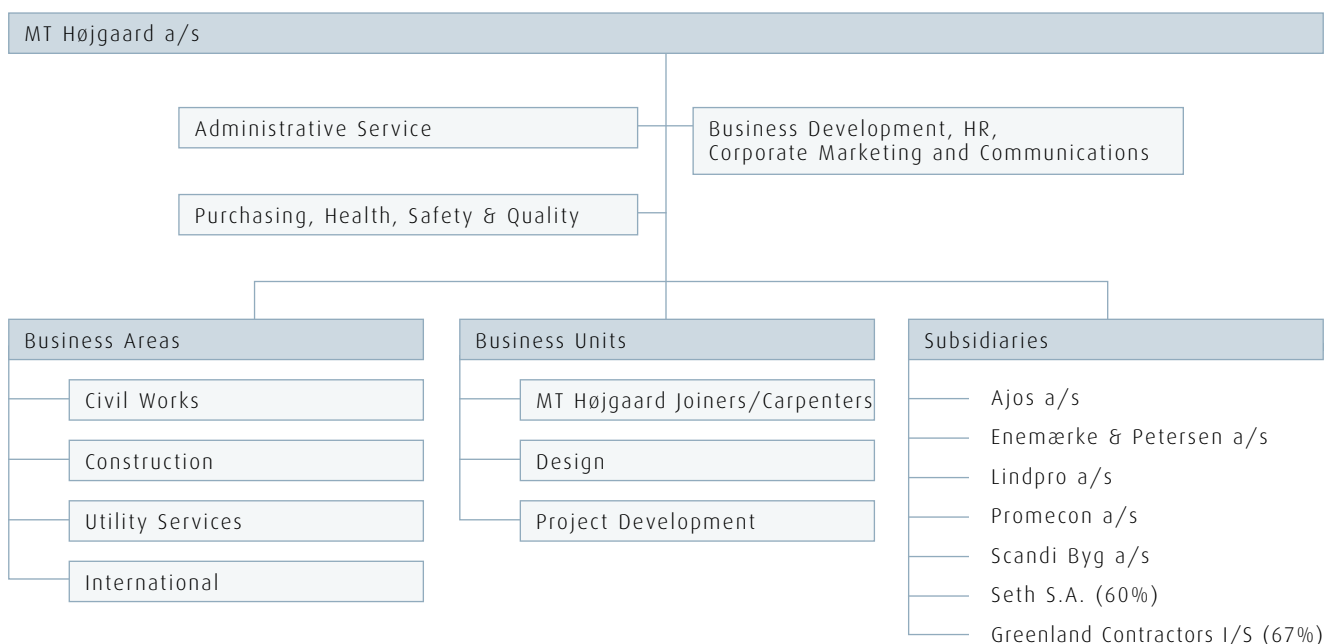 MT Højgaard a/s
Administrative Service
Business Development, HR,
Corporate Marketing and Communications
Purchasing, Health, Safety & Quality
Business Areas
Civil Works
Construction
Utility Services
International
Business Units
MT Højgaard Joiners/Carpenters
Design
Project Development
Subsidiaries
Ajos a/s
Enemærke & Petersen a/s
Lindpro a/s
Promecon a/s
Scandi Byg a/s
Seth S.A. (60%)
Greenland Contractors I/S (67%)